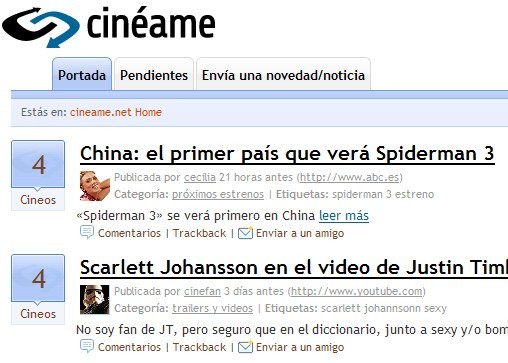 cinéame
Portada Pendientes Envía una novedad/noticia
Estás en: cineame.net Home
4
Cineos
China: el primer país que verá Spiderman 3
Publicada por cecilia 21 horas antes (http://www.abc.es)
Categoría: próximos estrenos | Etiquetas: spiderman 3 estreno
«Spiderman 3» se verá primero en China leer más
Comentarios | Trackback | Enviar a un amigo
4
Cineos
Scarlett Johansson en el video de Justin
Publicada por cinefan 3 días antes (http://www.youtube.com)
Categoría: trailers y videos | Etiquetas: scarlett johannsonn sexy
No soy fan de JT, pero seguro que en el diccionario, junto a sexy y/o
Comentarios | Trackback | Enviar a un amigo